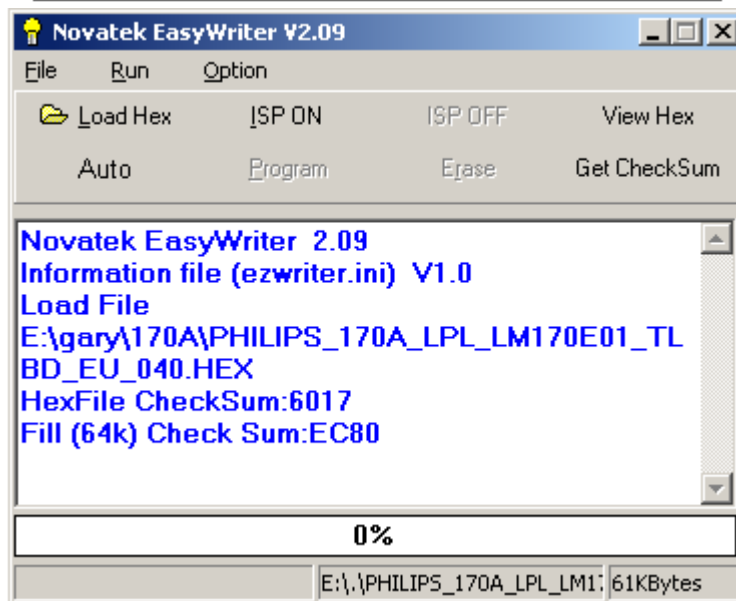 Novatek EasyWriter V2.09
File Run Option
Load Hex ISP ON ISP OFF View Hex
Auto Program Erase Get CheckSum
Novatek EasyWriter 2.09
Information file (ezwriter.ini) V1.0
Load File
E:\gary\170A\PHILIPS_170A_LPL_LM170E01_TL
BD_EU_040.HEX
HexFile CheckSum:6017
Fill (64k) Check Sum:EC80
0%
E:\.\PHILIPS_170A_LPL_LM1 61KBytes